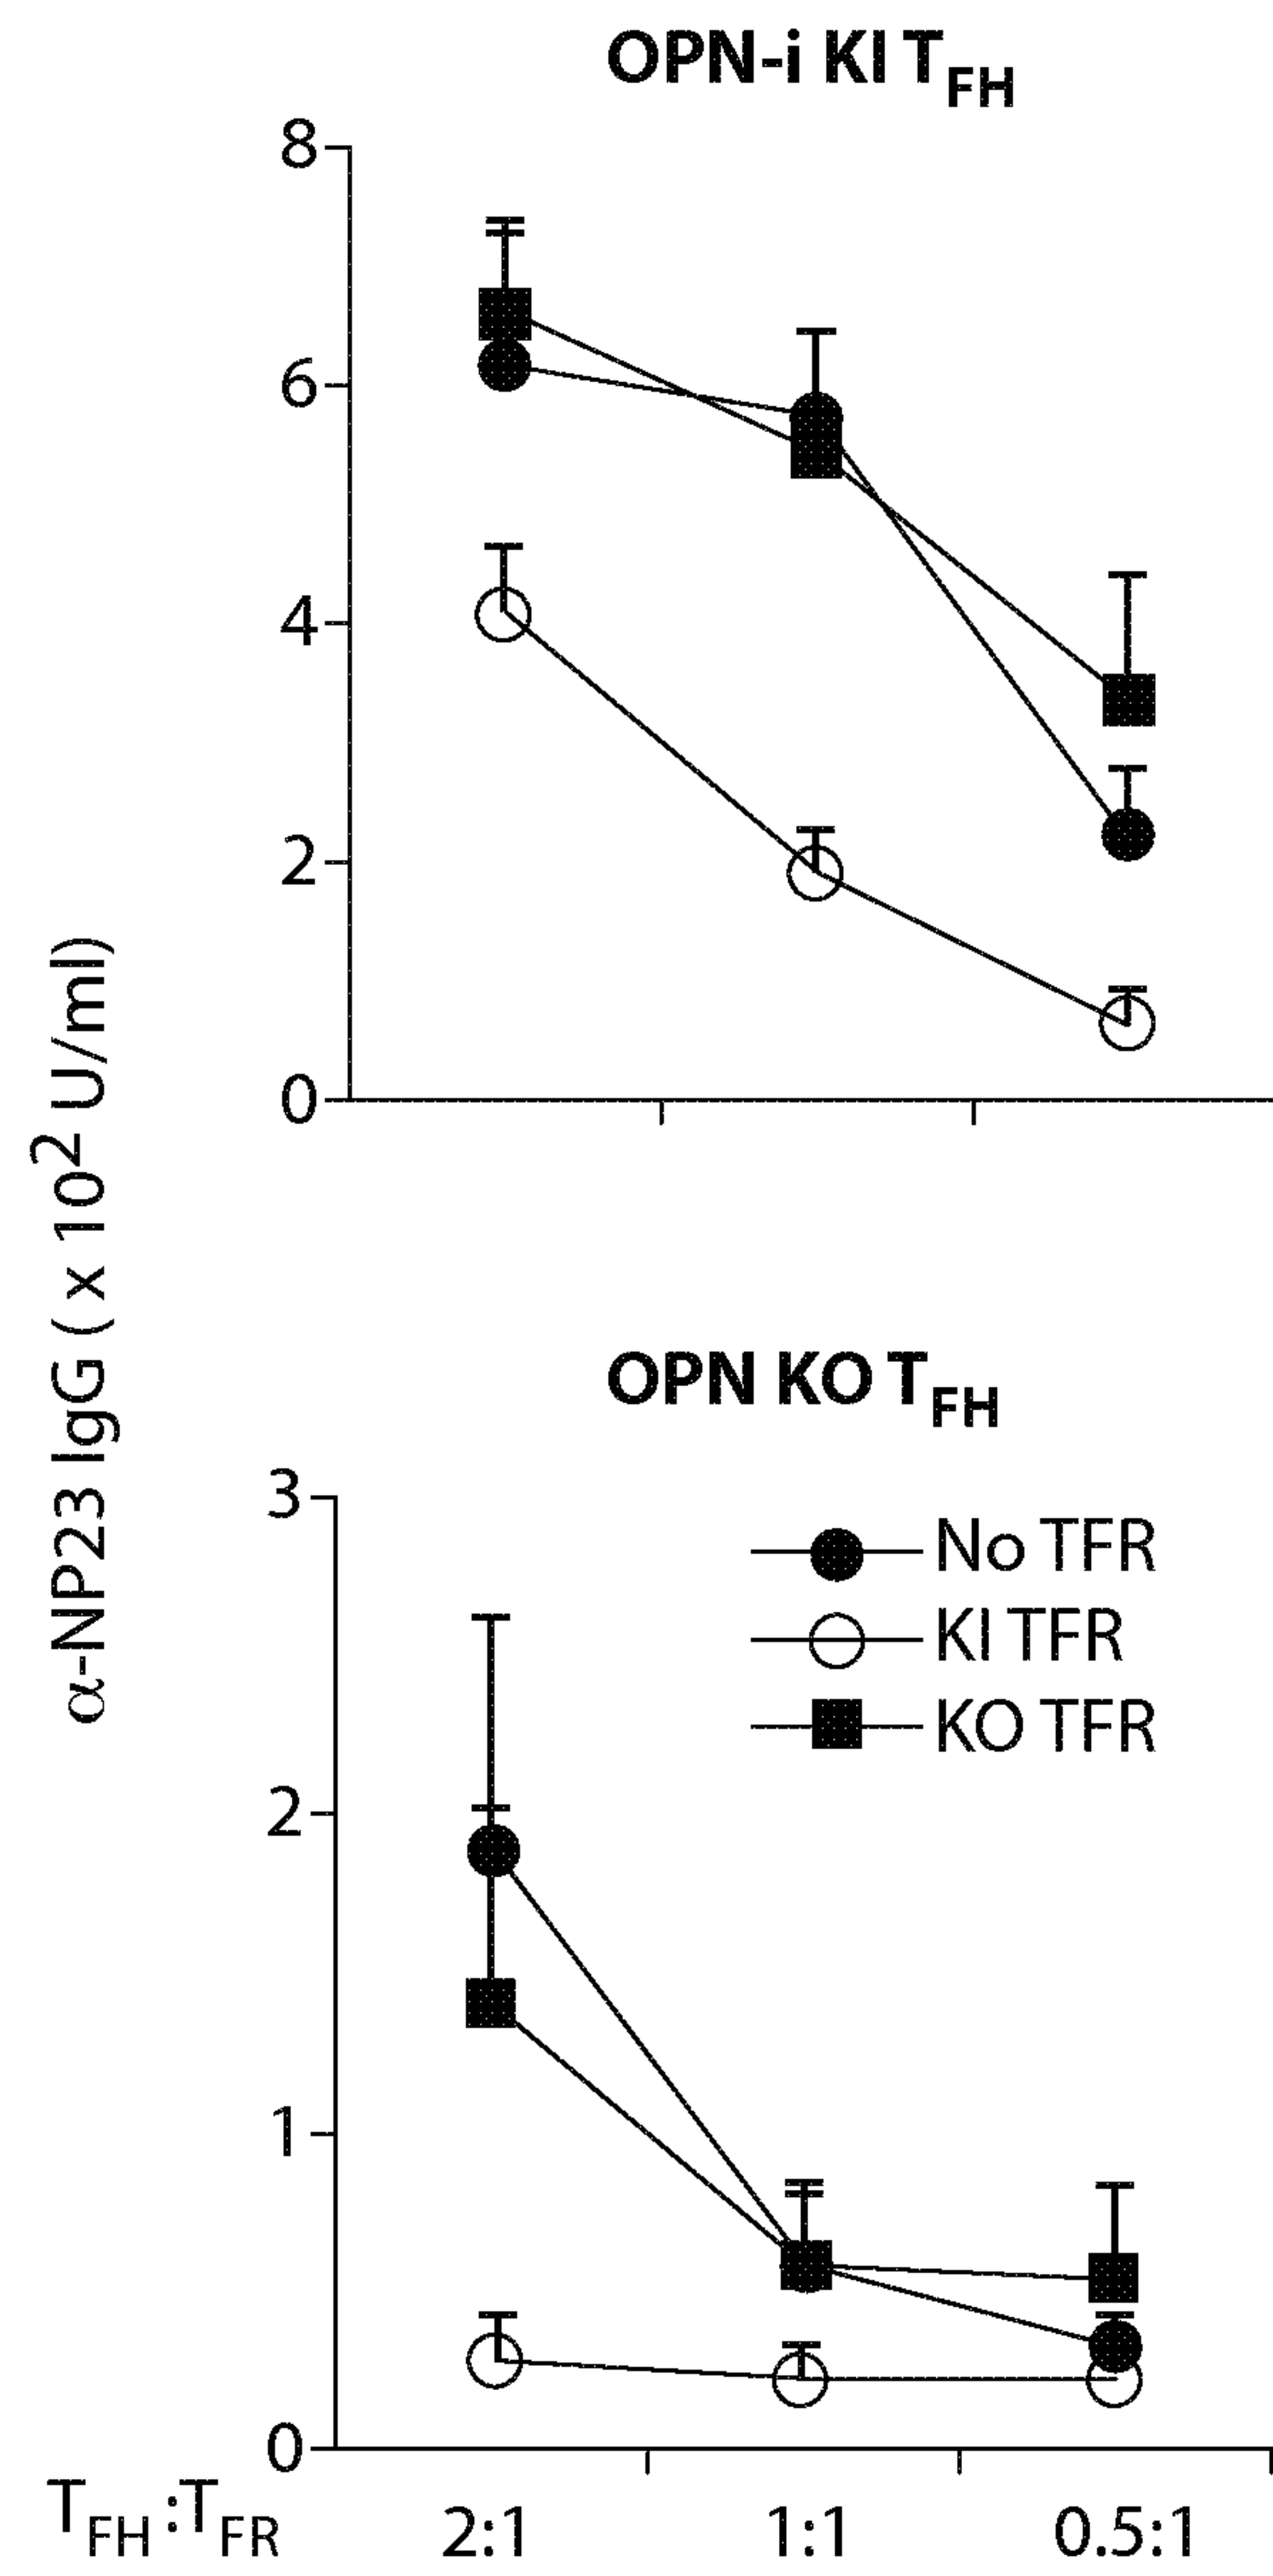 OPN-i KI TFH
8
6
4
2
0
α-NP23 IgG ( x 10² U/ml)
OPN KO TFH
3
2
1
0
No TFR
KI TFR
KO TFR
TFH :TFR 2:1 1:1 0.5:1